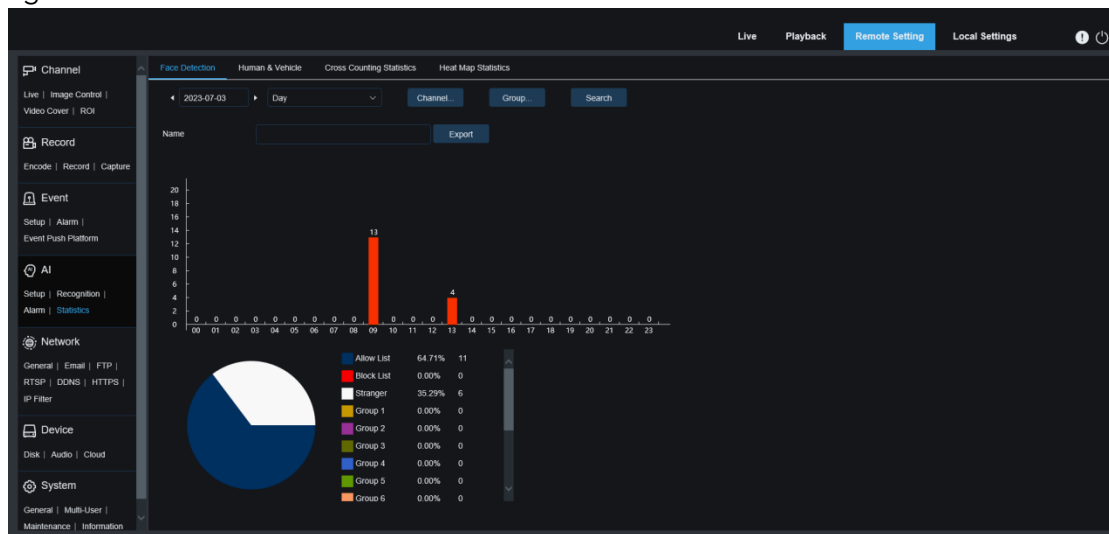 Live Playback Remote Setting Local Settings
Channel
Live | Image Control |
Video Cover | ROI
Record
Encode | Record | Capture
Event
Setup | Alarm |
Event Push Platform
AI
Setup | Recognition |
Alarm | Statistics
Network
General | Email | FTP |
RTSP | DDNS | HTTPS |
IP Filter
Device
Disk | Audio | Cloud
System
General | Multi-User |
Maintenance | Information
Face Detection Human & Vehicle Cross Counting Statistics Heat Map Statistics
2023-07-03 Day Channel... Group... Search
Name Export
20
18
16
14
12
10
8
6
4
2
0
13
4
0 0 0 0 0 0 0 0 0 0 0 0 0 0 0 0 0 0 0 0 0 0
00 01 02 03 04 05 06 07 08 09 10 11 12 13 14 15 16 17 18 19 20 21 22 23
Allow List 64.71% 11
Block List 0.00% 0
Stranger 35.29% 6
Group 1 0.00% 0
Group 2 0.00% 0
Group 3 0.00% 0
Group 4 0.00% 0
Group 5 0.00% 0
Group 6 0.00% 0